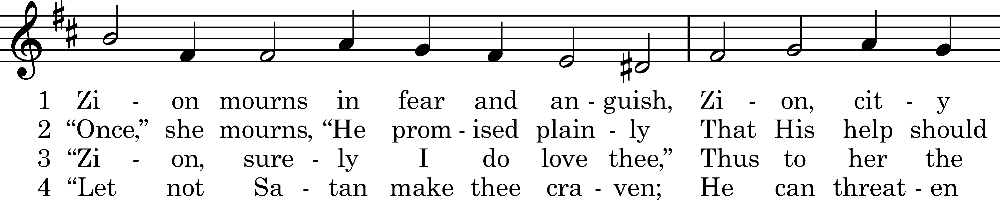 1 Zi - on mourns in fear and an - guish, Zi - on, cit - y
2 “Once,” she mourns, “He prom - ised plain - ly That His help should
3 “Zi - on, sure - ly I do love thee,” Thus to her the
4 “Let not Sa - tan make thee cra - ven; He can threat - en